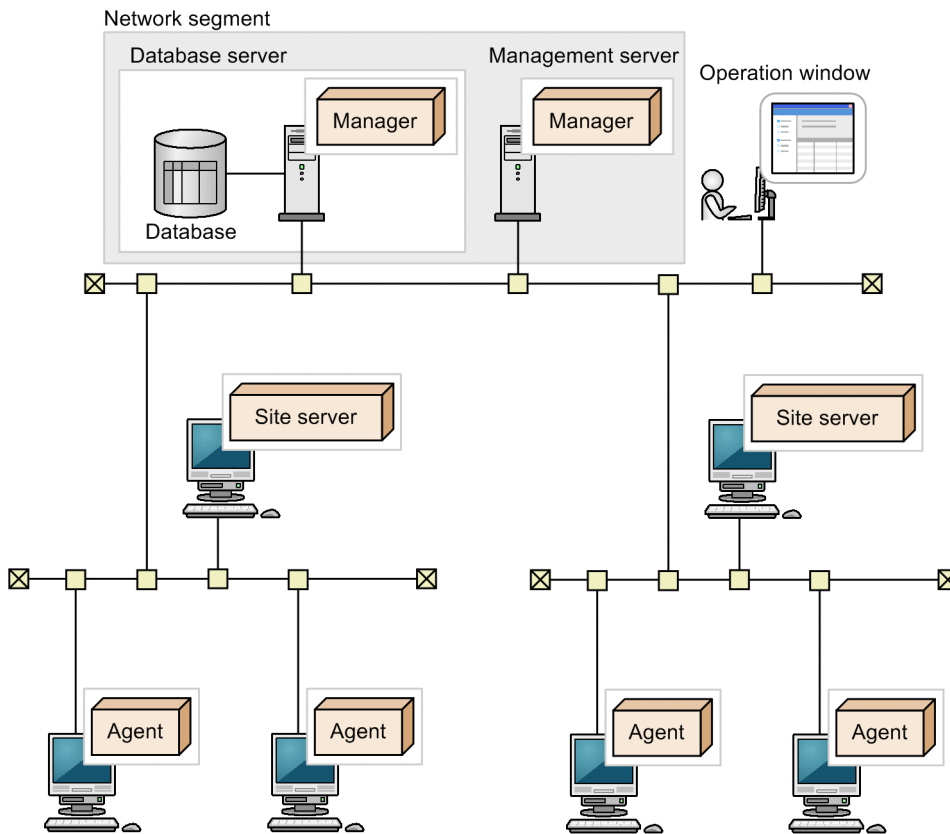 Network segment
Database server
Management server
Operation window
Manager
Manager
Database
Site server
Site server
Agent
Agent
Agent
Agent